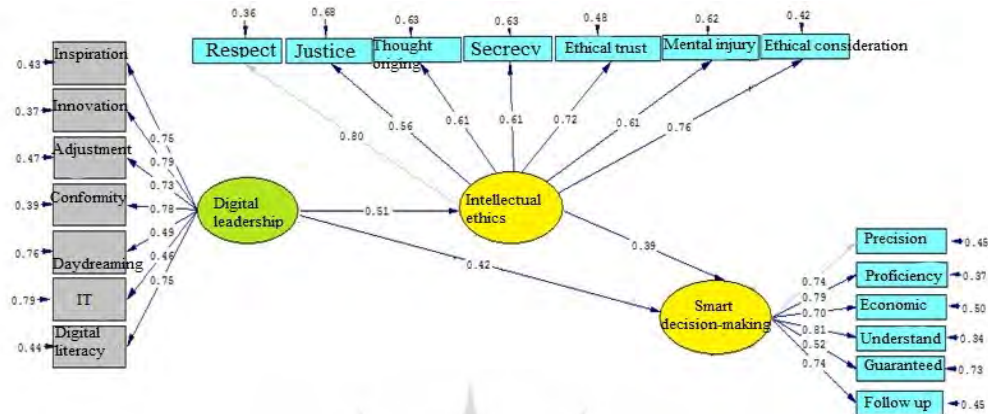 0.36
0.68
0.63
0.63
0.48
0.62
0.42
Respect
Justice
Thought
origing
Secrecv
Ethical trust
Mental injury
Ethical consideration
Inspiration
0.43
Innovation
0.37
Adjustment
0.47
Conformity
0.39
Daydreaming
0.76
IT
0.79
Digital
literacy
0.44
0.75
0.79
0.73
0.78
0.49
0.46
0.75
Digital
leadership
0.80
0.56
0.61
0.61
0.72
0.61
0.76
Intellectual
ethics
0.51
0.42
0.39
Smart
decision-making
0.74
0.79
0.70
0.81
0.52
0.74
Precision
0.45
Proficiency
0.37
Economic
0.50
Understand
0.34
Guaranteed
0.73
Follow up
0.45